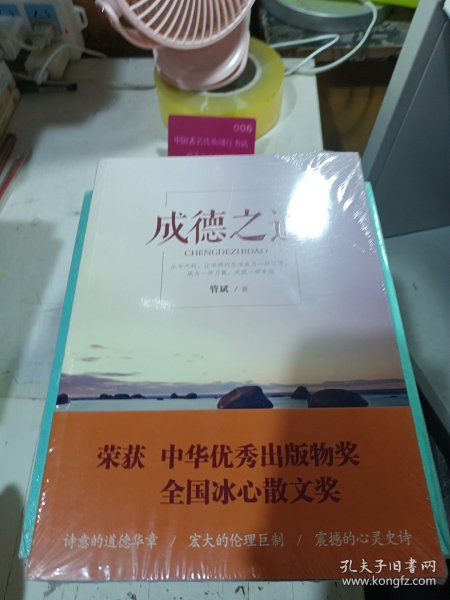 006
成德之道
CHENGDEZHIDAO
管斌 / 著
荣获 中华优秀出版物奖
全国冰心散文奖
诗意的道德华章 / 宏大的伦理巨制 / 震撼的心灵史诗
孔夫子旧书网
www.kongfz.com